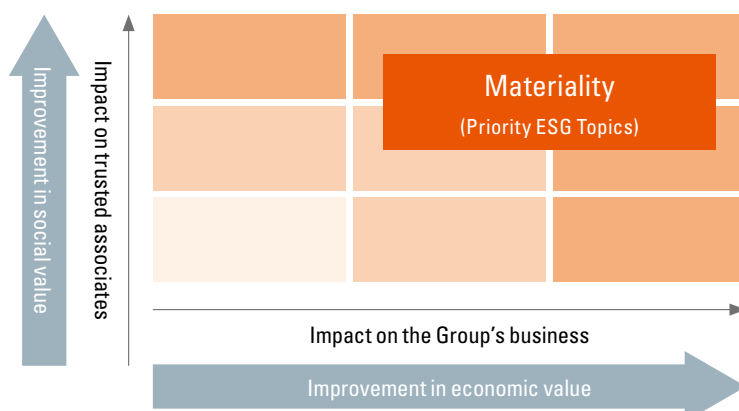 Improvement in social value
Impact on trusted associates
Materiality
(Priority ESG Topics)
Impact on the Group's business
Improvement in economic value